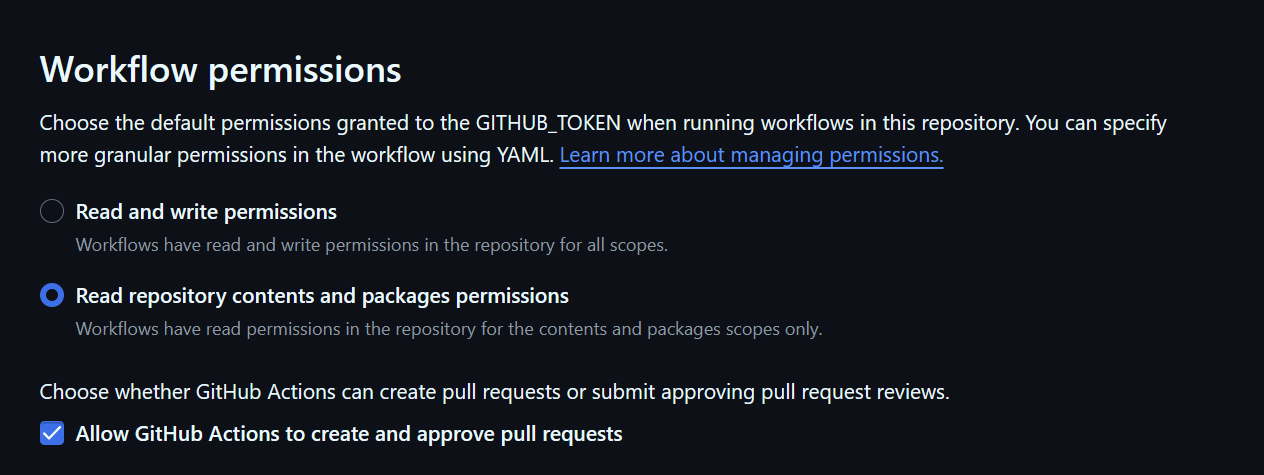 Workflow permissions
Choose the default permissions granted to the GITHUB_TOKEN when running workflows in this repository. You can specify
more granular permissions in the workflow using YAML. Learn more about managing permissions.
Read and write permissions
Workflows have read and write permissions in the repository for all scopes.
Read repository contents and packages permissions
Workflows have read permissions in the repository for the contents and packages scopes only.
Choose whether GitHub Actions can create pull requests or submit approving pull request reviews.
Allow GitHub Actions to create and approve pull requests